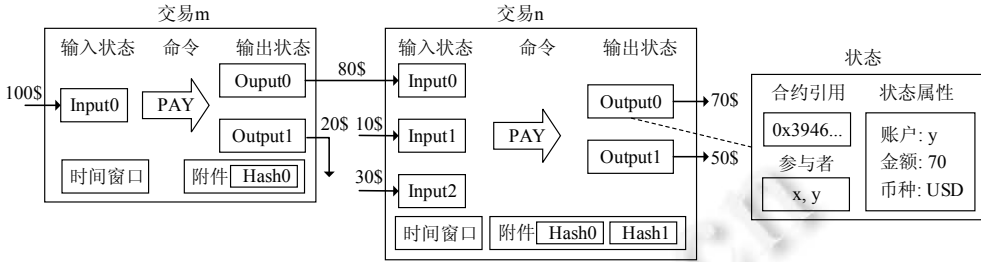 交易m
输入状态
命令
输出状态
100$
Input0
PAY
Ouput0
Output1
80$
20$
时间窗口
附件
Hash0
交易n
输入状态
命令
输出状态
Input0
10$
Input1
30$
Input2
PAY
Output0
70$
Output1
50$
时间窗口
附件
Hash0
Hash1
状态
合约引用
0x3946...
参与者
x, y
状态属性
账户: y
金额: 70
币种: USD